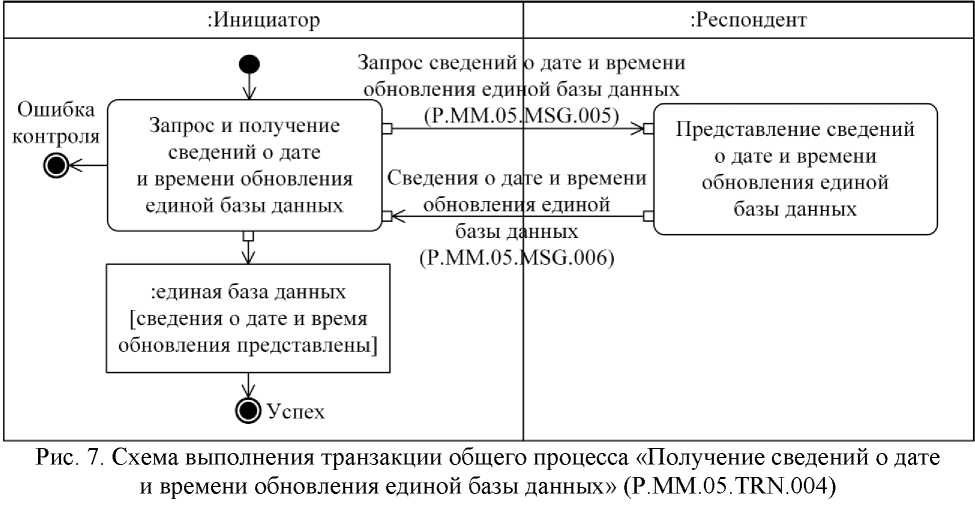 :Инициатор
:Респондент
Запрос сведений о дате и времени
обновления единой базы данных
(P.MM.05.MSG.005)
Ошибка
контроля
Запрос и получение
сведений о дате
и времени обновления
единой базы данных
Представление сведений
о дате и времени
обновления единой
базы данных
Сведения о дате и времени
обновления единой
базы данных
(P.MM.05.MSG.006)
:единая база данных
[сведения о дате и время
обновления представлены]
Успех
Рис. 7. Схема выполнения транзакции общего процесса «Получение сведений о дате
и времени обновления единой базы данных» (P.MM.05.TRN.004)